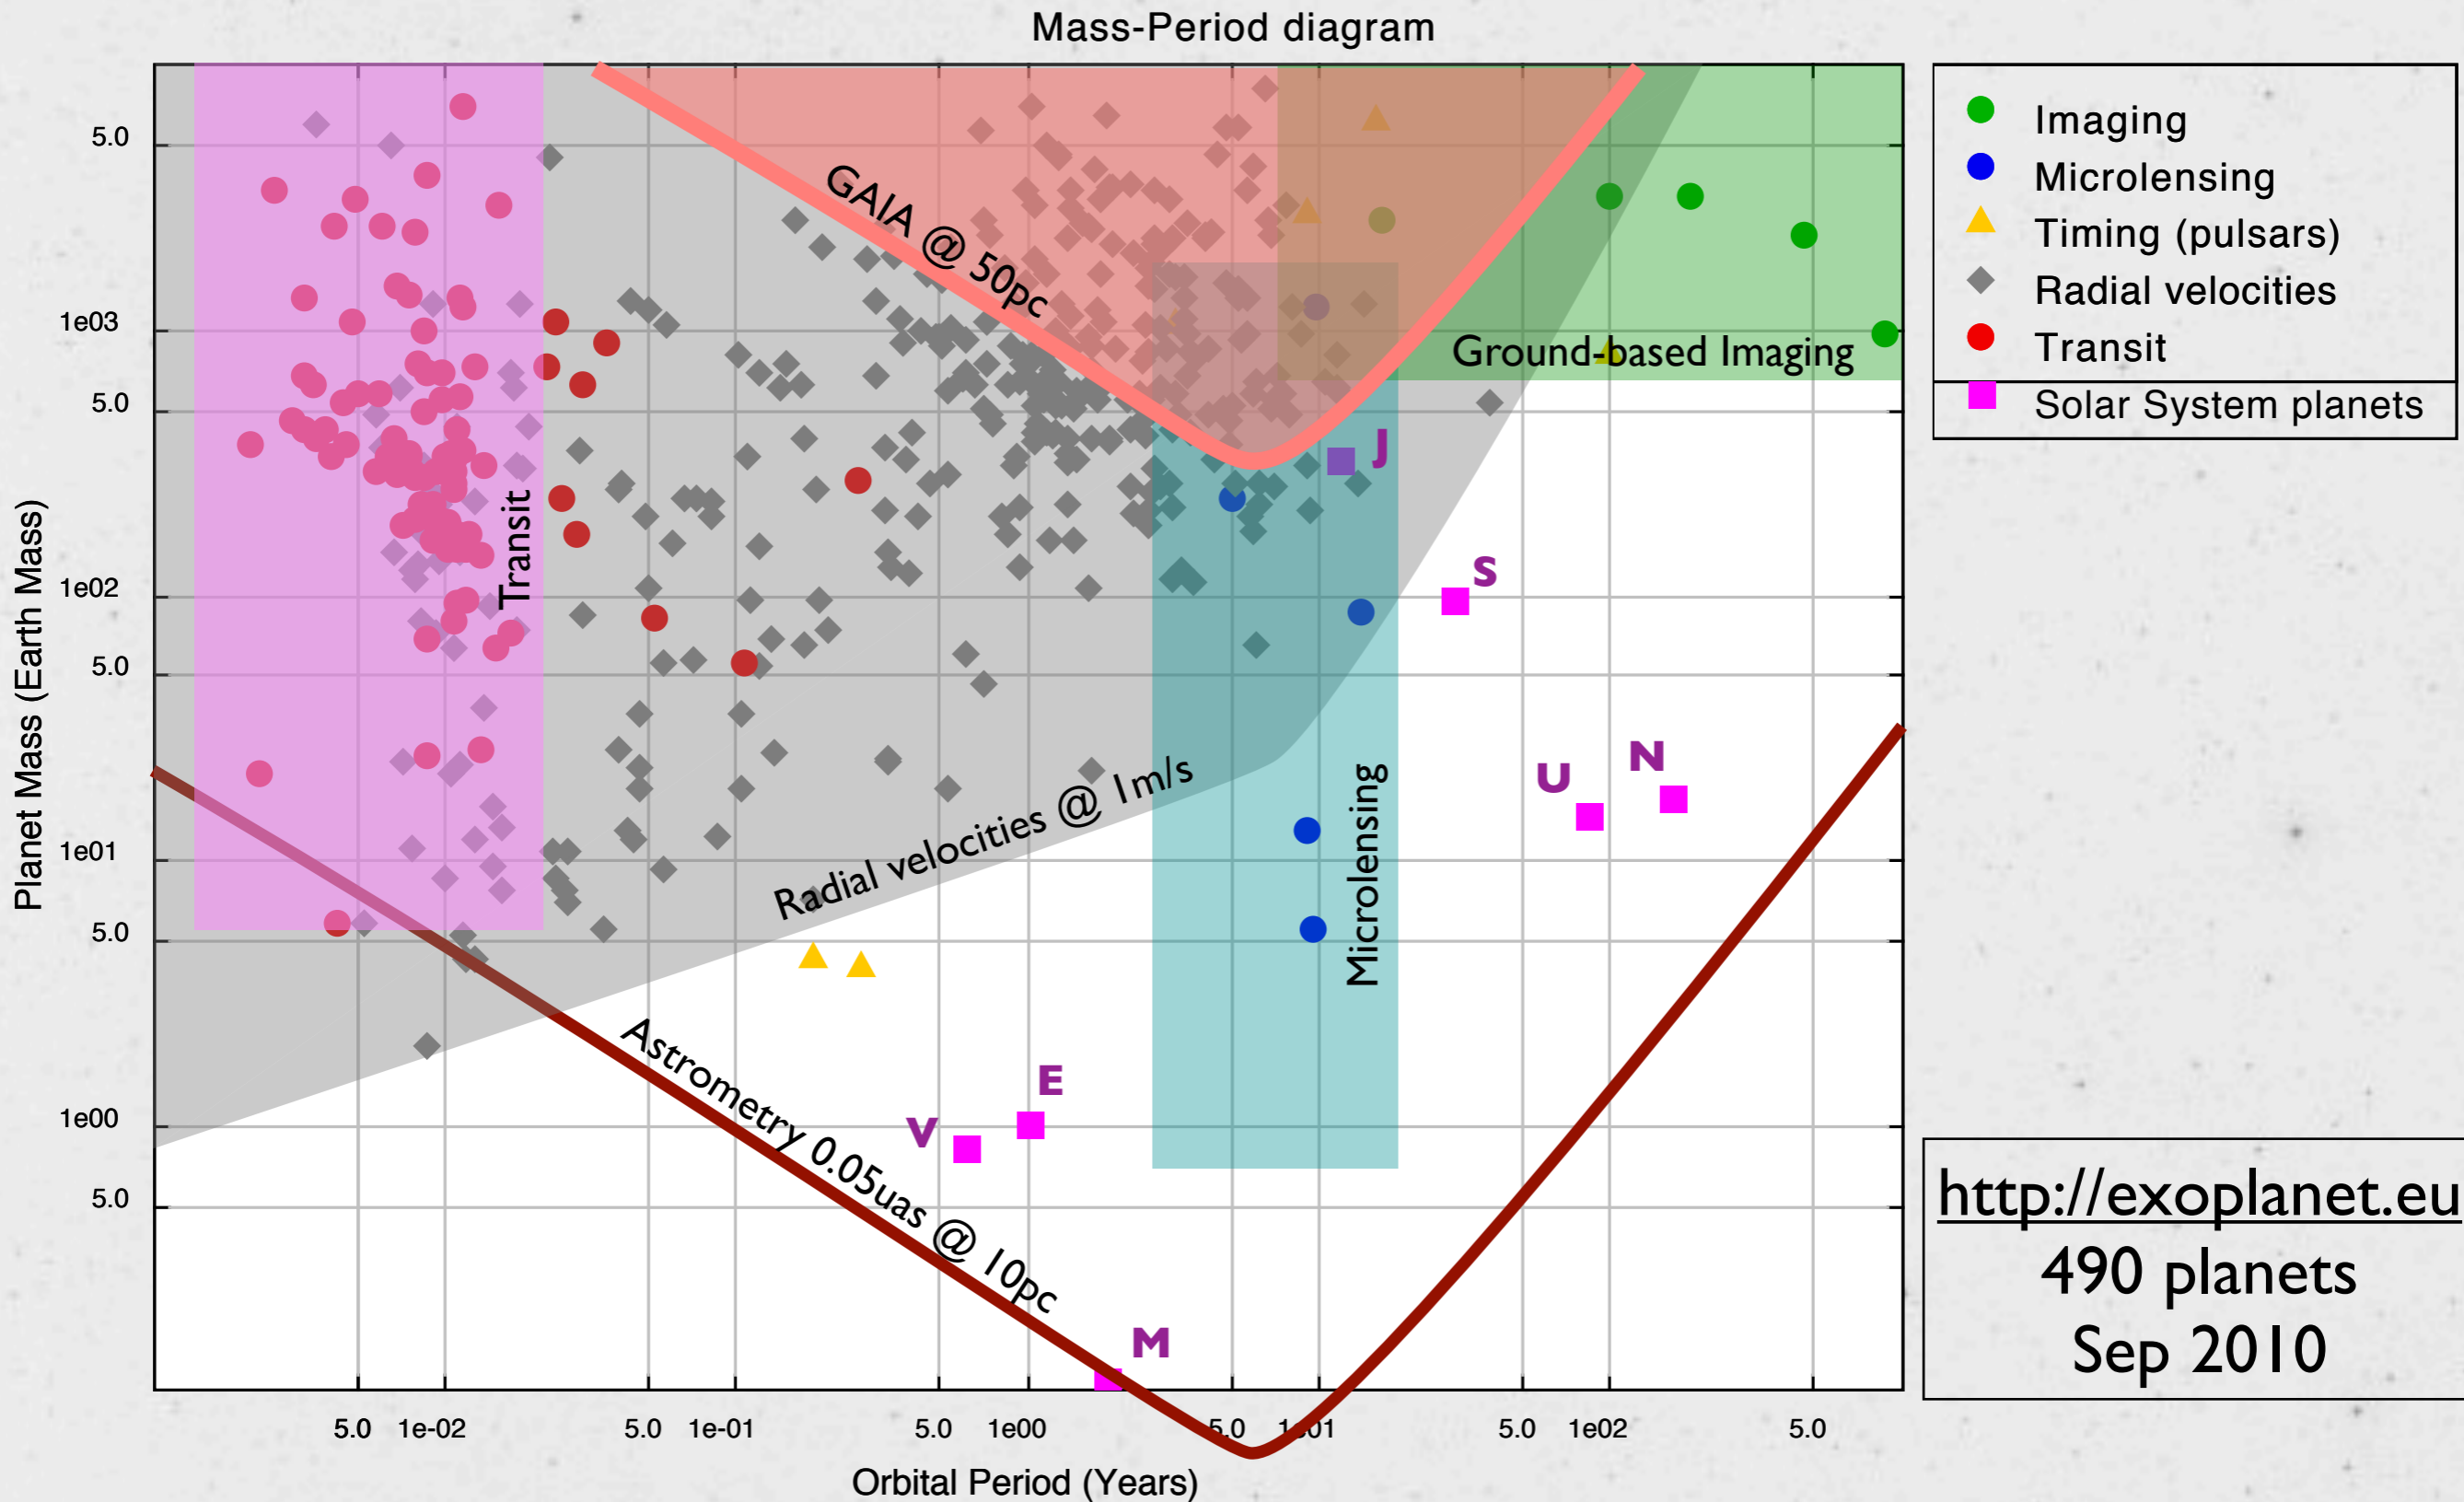 Mass-Period diagram
Planet Mass (Earth Mass)
5.0
1e03
5.0
1e02
5.0
1e01
5.0
1e00
5.0
5.0
1e-02
5.0
1e-01
5.0
1e00
5.0
1e01
5.0
1e02
5.0
Orbital Period (Years)
Transit
GAIA @ 50pc
Ground-based Imaging
Radial velocities @ 1m/s
Microlensing
Astrometry 0.05uas @ 10pc
J
S
U
N
E
V
M
Imaging
Microlensing
Timing (pulsars)
Radial velocities
Transit
Solar System planets
http://exoplanet.eu
490 planets
Sep 2010